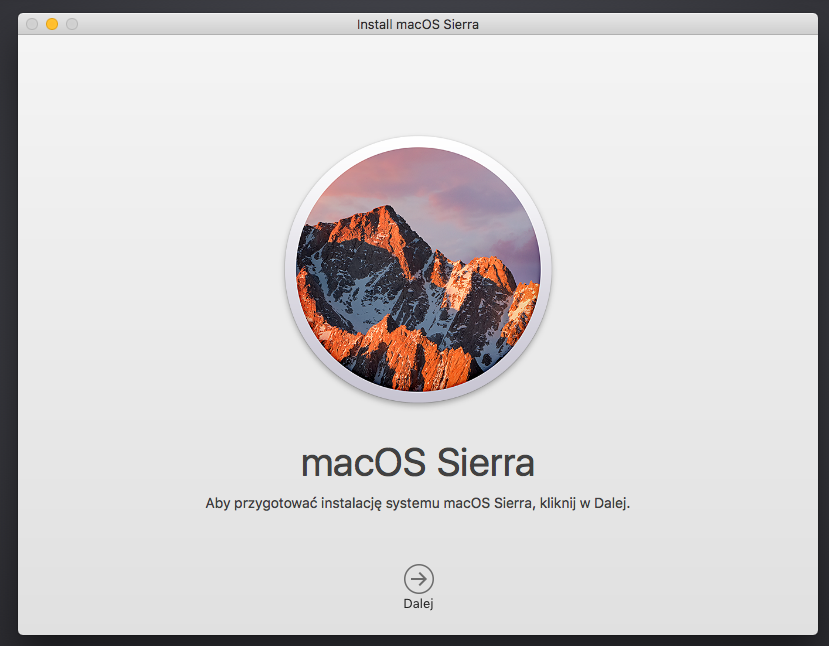 Install macOS Sierra
macOS Sierra
Aby przygotować instalację systemu macOS Sierra, kliknij w Dalej.
Dalej